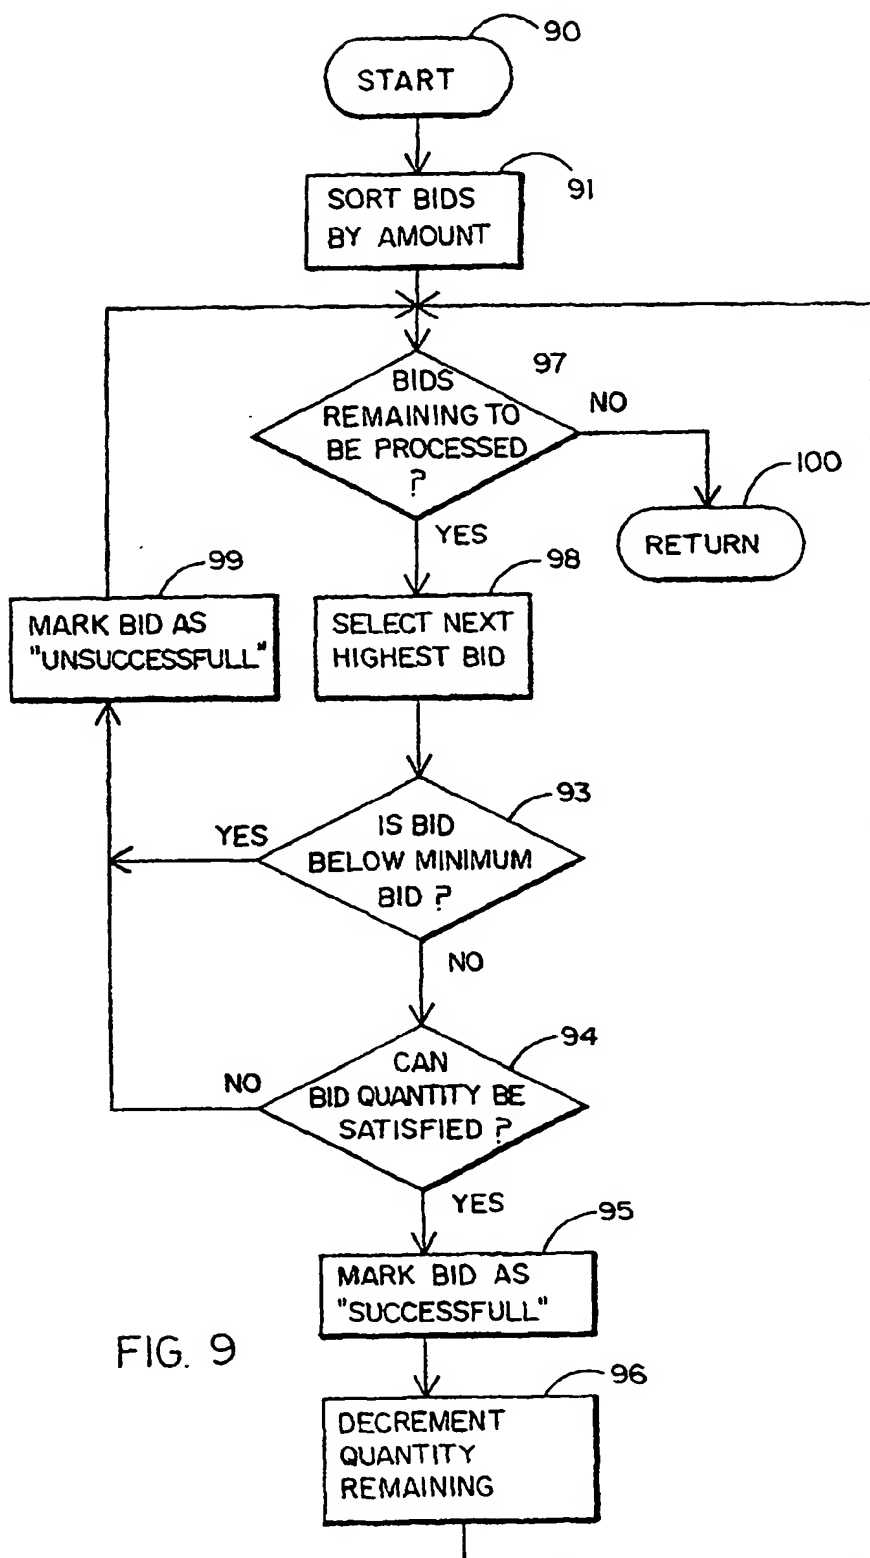 90
START
91
SORT BIDS
BY AMOUNT
97
BIDS
REMAINING TO
BE PROCESSED
?
NO
100
RETURN
YES
99
98
MARK BID AS
"UNSUCCESSFULL"
SELECT NEXT
HIGHEST BID
93
YES
IS BID
BELOW MINIMUM
BID ?
NO
94
NO
CAN
BID QUANTITY BE
SATISFIED ?
YES
95
MARK BID AS
"SUCCESSFULL"
FIG. 9
96
DECREMENT
QUANTITY
REMAINING